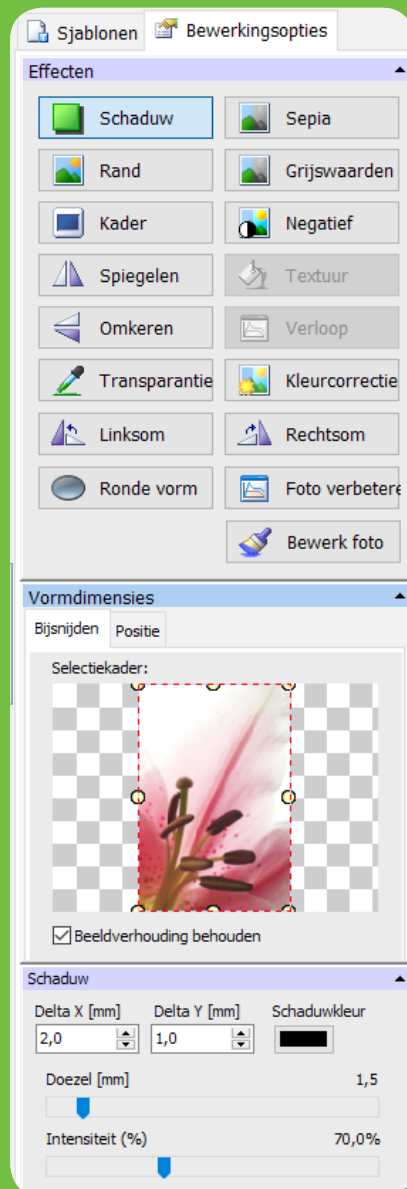 Sjablonen Bewerkingsopties
Effecten
Schaduw Sepia
Rand Grijswaarden
Kader Negatief
Spiegelen Textuur
Omkeren Verloop
Transparantie Kleurcorrectie
Linksom Rechtsom
Ronde vorm Foto verbetere
Bewerk foto
Vormdimensies
Bijsnijden Positie
Selectiekader:
Beeldverhouding behouden
Schaduw
Delta X [mm] Delta Y [mm] Schaduwkleur
2,0 1,0
Doezel [mm] 1,5
Intensiteit (%) 70,0%